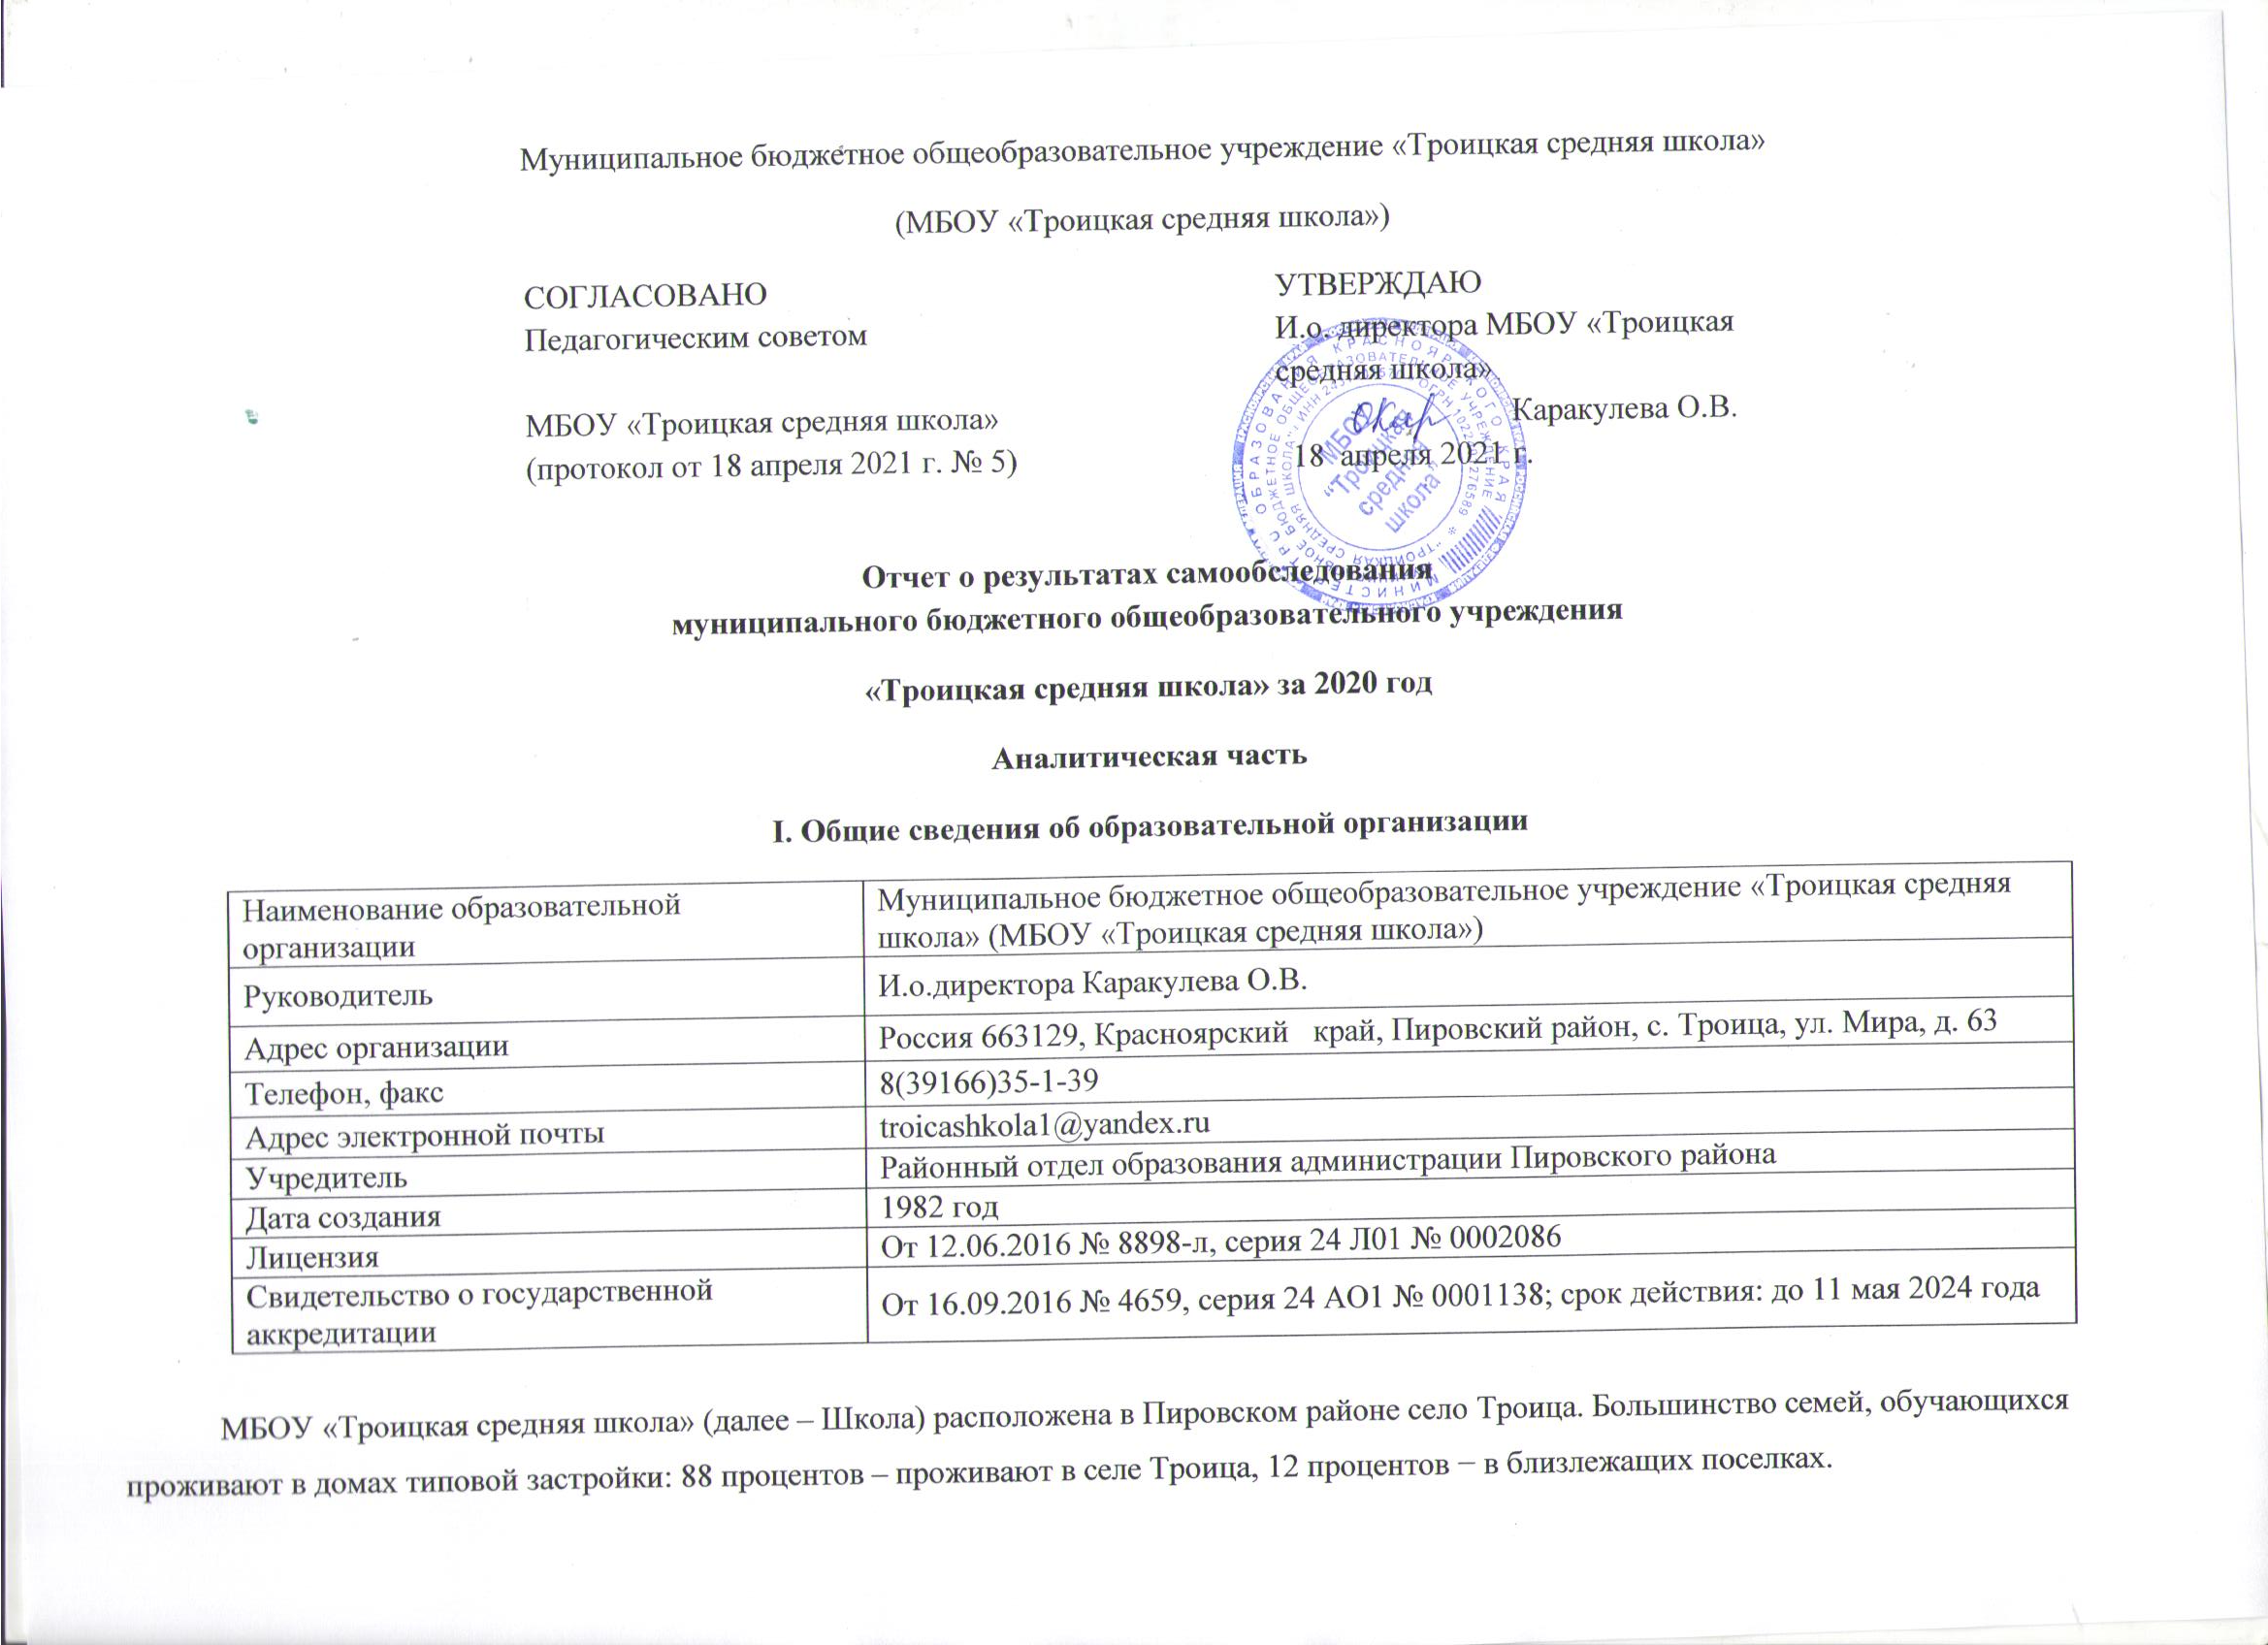 Муниципальное бюджетное общеобразовательное учреждение «Троицкая средняя школа»
(МБОУ «Троицкая средняя школа»)
СОГЛАСОВАНО
Педагогическим советом
МБОУ «Троицкая средняя школа»
(протокол от 18 апреля 2021 г. № 5)
УТВЕРЖДАЮ
И.о. директора МБОУ «Троицкая
средняя школа»
Каракулева О.В.
18 апреля 2021 г.
МБОУ
"Троицкая
средняя
школа"
Отчет о результатах самообследования
муниципального бюджетного общеобразовательного учреждения
«Троицкая средняя школа» за 2020 год
Аналитическая часть
I. Общие сведения об образовательной организации
Наименование образовательной
организации
Муниципальное бюджетное общеобразовательное учреждение «Троицкая средняя
школа» (МБОУ «Троицкая средняя школа»)
Руководитель
И.о.директора Каракулева О.В.
Адрес организации
Россия 663129, Красноярский край, Пировский район, с. Троица, ул. Мира, д. 63
Телефон, факс
8(39166)35-1-39
Адрес электронной почты
troicashkola1@yandex.ru
Учредитель
Районный отдел образования администрации Пировского района
Дата создания
1982 год
Лицензия
От 12.06.2016 № 8898-л, серия 24 Л01 № 0002086
Свидетельство о государственной
аккредитации
От 16.09.2016 № 4659, серия 24 АО1 № 0001138; срок действия: до 11 мая 2024 года
МБОУ «Троицкая средняя школа» (далее – Школа) расположена в Пировском районе село Троица. Большинство семей, обучающихся
проживают в домах типовой застройки: 88 процентов – проживают в селе Троица, 12 процентов − в близлежащих поселках.